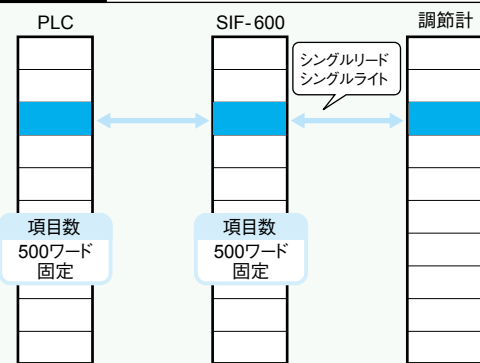 PLC
SIF-600
調節計
シングルリード
シングルライト
項目数
500ワード
固定
項目数
500ワード
固定